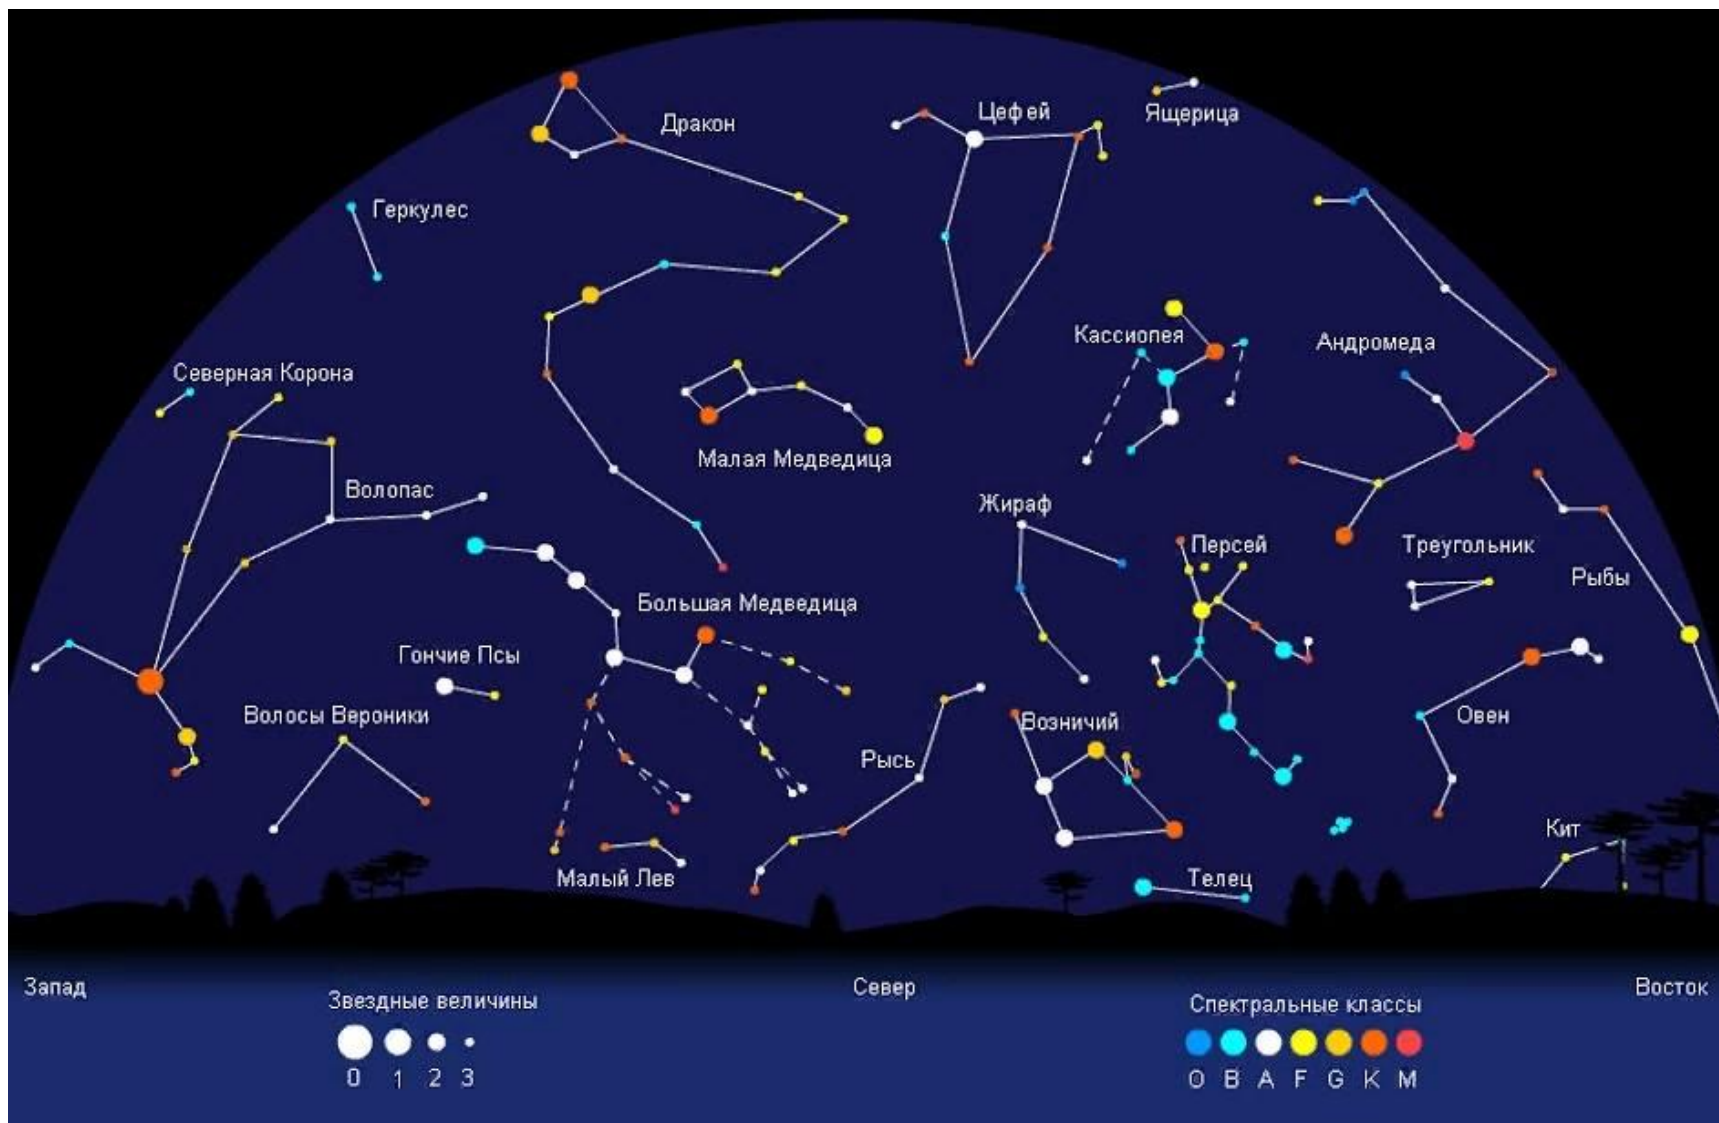 Ящерица
Цефей
Дракон
Геркулес
Кассиопея
Андромеда
Северная Корона
Малая Медведица
Волопас
Жираф
Персей
Треугольник
Рыбы
Большая Медведица
Гончие Псы
Волосы Вероники
Возничий
Овен
Рысь
Кит
Малый Лев
Телец
Запад
Север
Восток
Звездные величины
0 1 2 3
Спектральные классы
O B A F G K M